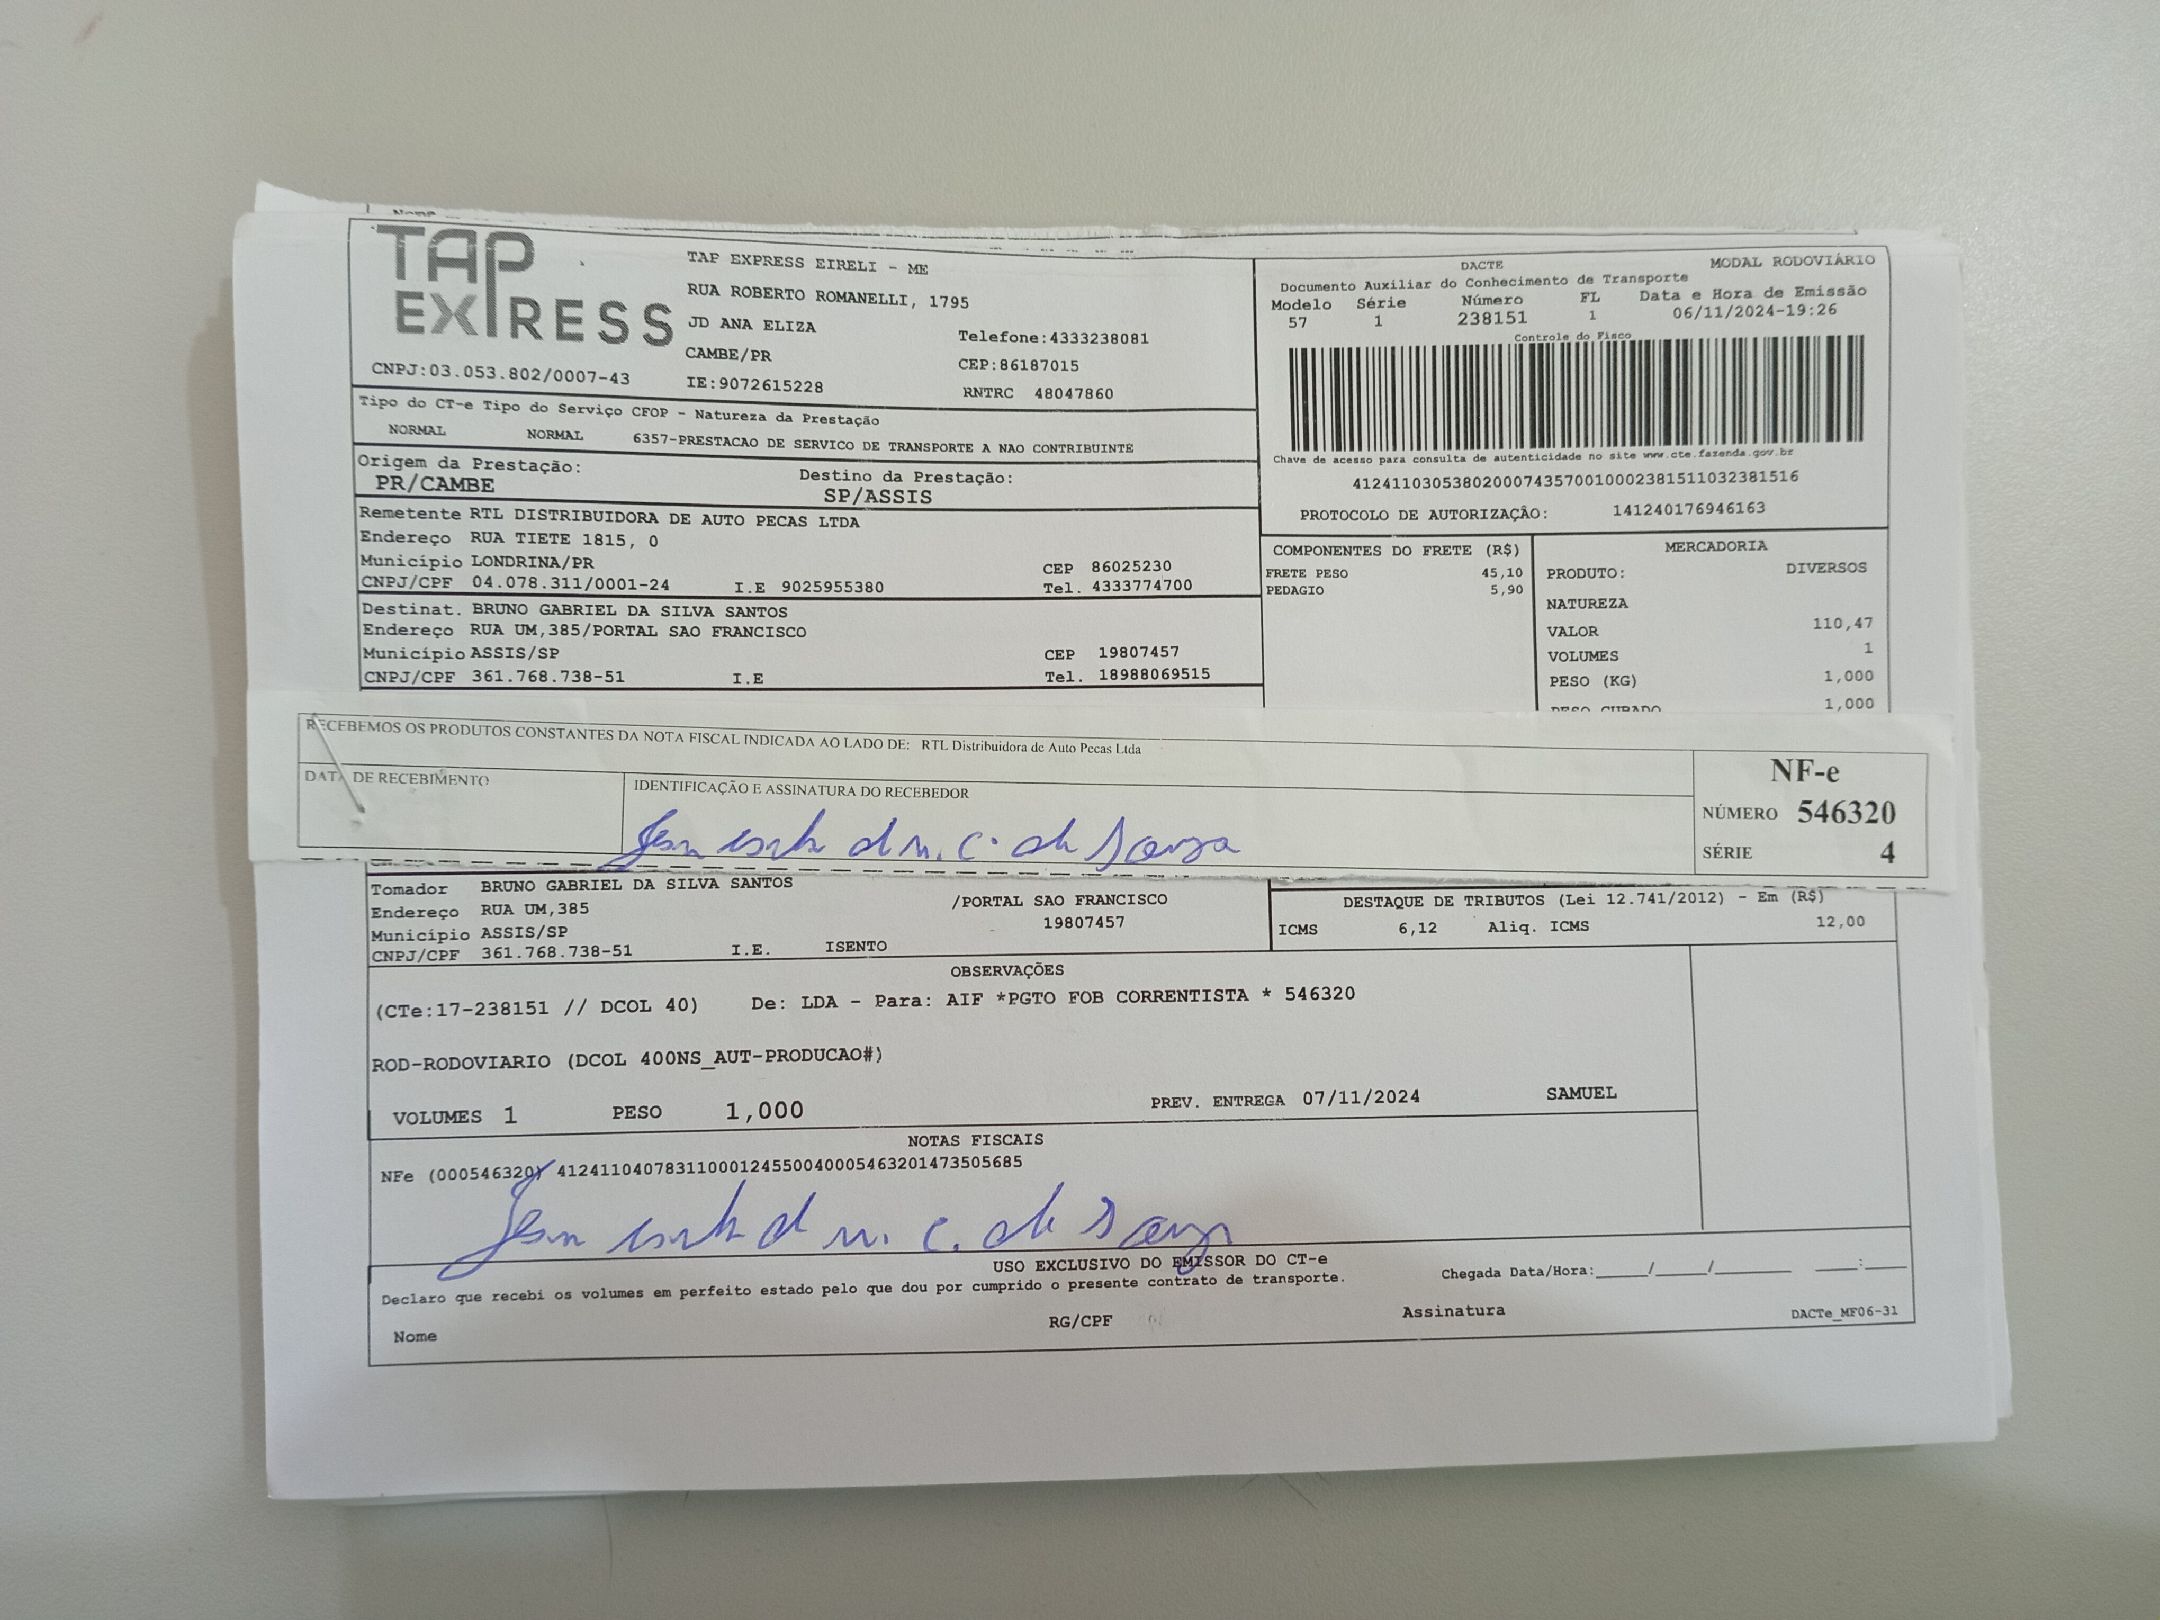 TAP EXPRESS
TAP EXPRESS EIRELI - ME
RUA ROBERTO ROMANELLI, 1795
JD ANA ELIZA
Telefone:4333238081
CAMBE/PR
CEP:86187015
CNPJ:03.053.802/0007-43
IE:9072615228
RNTRC 48047860
DACTE
MODAL RODOVIÁRIO
Documento Auxiliar do Conhecimento de Transporte
Modelo Série Número FL Data e Hora de Emissão
57 1 238151 1 06/11/2024-19:26
Controle do Fisco
Chave de acesso para consulta de autenticidade no site www.cte.fazenda.gov.br
41241103053802000743570010002381511032381516
PROTOCOLO DE AUTORIZAÇÃO: 141240176946163
Tipo do CT-e Tipo do Serviço CFOP - Natureza da Prestação
NORMAL NORMAL 6357-PRESTACAO DE SERVICO DE TRANSPORTE A NAO CONTRIBUINTE
Origem da Prestação: Destino da Prestação:
PR/CAMBE SP/ASSIS
Remetente RTL DISTRIBUIDORA DE AUTO PECAS LTDA
Endereço RUA TIETE 1815, 0
Município LONDRINA/PR CEP 86025230
CNPJ/CPF 04.078.311/0001-24 I.E 9025955380 Tel. 4333774700
Destinat. BRUNO GABRIEL DA SILVA SANTOS
Endereço RUA UM,385/PORTAL SAO FRANCISCO
Município ASSIS/SP CEP 19807457
CNPJ/CPF 361.768.738-51 I.E Tel. 18988069515
COMPONENTES DO FRETE (R$)
FRETE PESO 45,10
PEDAGIO 5,90
MERCADORIA
PRODUTO: DIVERSOS
NATUREZA
VALOR 110,47
VOLUMES 1
PESO (KG) 1,000
PESO CUBADO 1,000
RECEBEMOS OS PRODUTOS CONSTANTES DA NOTA FISCAL INDICADA AO LADO DE: RTL Distribuidora de Auto Pecas Ltda
DATA DE RECEBIMENTO
IDENTIFICAÇÃO E ASSINATURA DO RECEBEDOR
c. de Souza
NF-e
NÚMERO 546320
SÉRIE 4
Tomador BRUNO GABRIEL DA SILVA SANTOS
Endereço RUA UM,385 /PORTAL SAO FRANCISCO
Município ASSIS/SP 19807457
CNPJ/CPF 361.768.738-51 I.E. ISENTO
DESTAQUE DE TRIBUTOS (Lei 12.741/2012) - Em (R$)
ICMS 6,12 Aliq. ICMS 12,00
OBSERVAÇÕES
(CTe:17-238151 // DCOL 40) De: LDA - Para: AIF *PGTO FOB CORRENTISTA * 546320
ROD-RODOVIARIO (DCOL 400NS_AUT-PRODUCAO#)
VOLUMES 1 PESO 1,000 PREV. ENTREGA 07/11/2024 SAMUEL
NOTAS FISCAIS
NFe (000546320) 41241104078311000124550040005463201473505685
c. de Souza
USO EXCLUSIVO DO EMISSOR DO CT-e
Declaro que recebi os volumes em perfeito estado pelo que dou por cumprido o presente contrato de transporte.
Chegada Data/Hora:_____/_____/_______ ____:____
Nome RG/CPF Assinatura DACTe_MF06-31